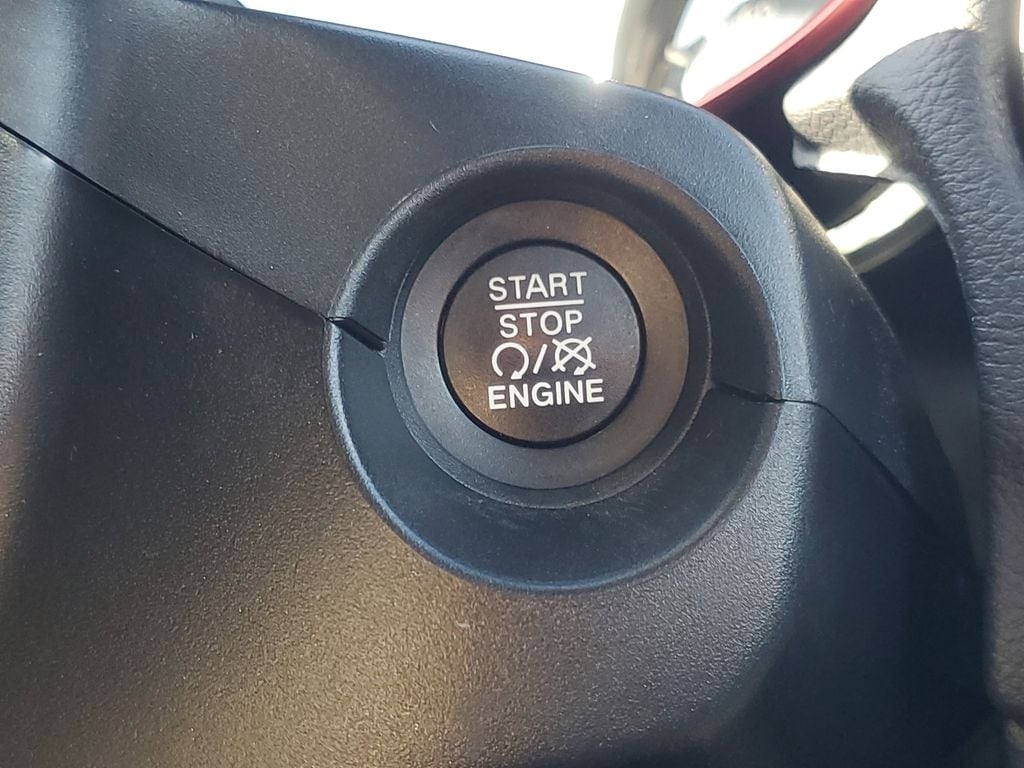 START
STOP
/
ENGINE